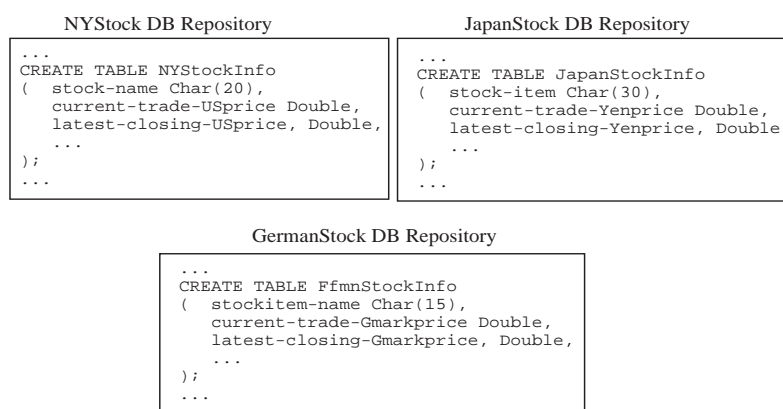 NYStock DB Repository
...
CREATE TABLE NYStockInfo
( stock-name Char(20),
current-trade-USprice Double,
latest-closing-USprice, Double,
...
);
...
JapanStock DB Repository
...
CREATE TABLE JapanStockInfo
( stock-item Char(30),
current-trade-Yenprice Double,
latest-closing-Yenprice, Double
...
);
...
GermanStock DB Repository
...
CREATE TABLE FfmnStockInfo
( stockitem-name Char(15),
current-trade-Gmarkprice Double,
latest-closing-Gmarkprice, Double,
...
);
...